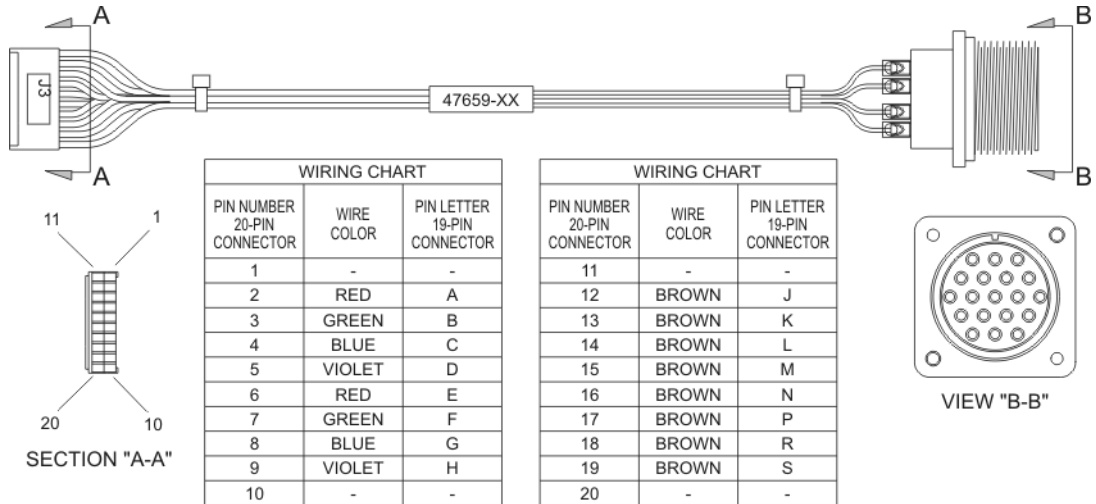 A
B
J3
47659-XX
A
B
WIRING CHART
PIN NUMBER 20-PIN CONNECTOR WIRE COLOR PIN LETTER 19-PIN CONNECTOR
1 - -
2 RED A
3 GREEN B
4 BLUE C
5 VIOLET D
6 RED E
7 GREEN F
8 BLUE G
9 VIOLET H
10 - -
WIRING CHART
PIN NUMBER 20-PIN CONNECTOR WIRE COLOR PIN LETTER 19-PIN CONNECTOR
11 - -
12 BROWN J
13 BROWN K
14 BROWN L
15 BROWN M
16 BROWN N
17 BROWN P
18 BROWN R
19 BROWN S
20 - -
11 1
20 10
SECTION "A-A"
VIEW "B-B"